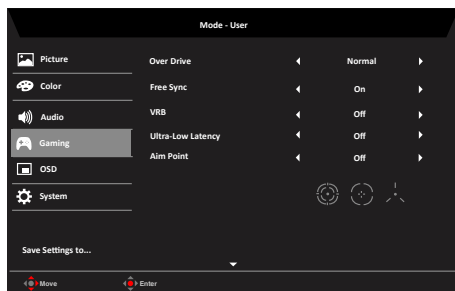 Mode - User
Picture
Color
Audio
Gaming
OSD
System
Save Settings to...
Over Drive Normal
Free Sync On
VRB Off
Ultra-Low Latency Off
Aim Point Off
Move Enter